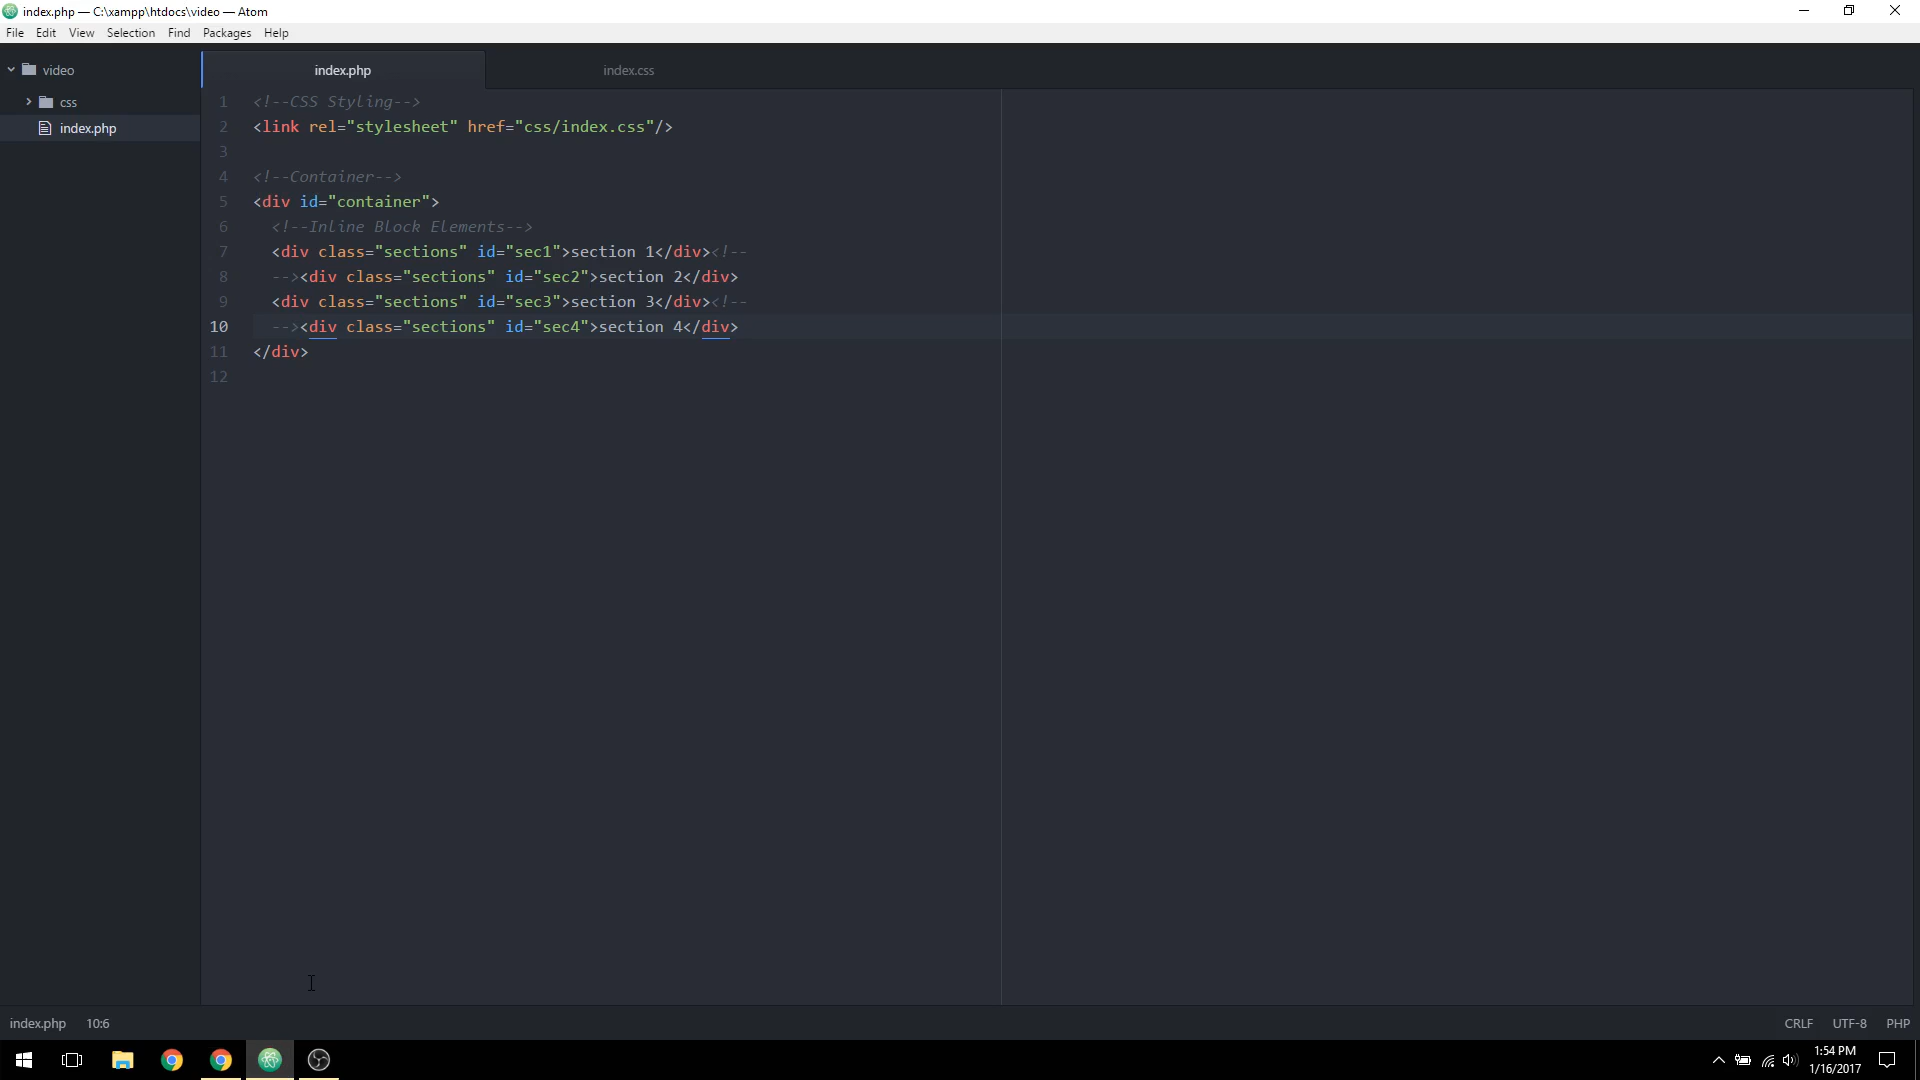 index.php — C:\xampp\htdocs\video — Atom
File Edit View Selection Find Packages Help
video
css
index.php
index.php index.css
1 <!--CSS Styling-->
2 <link rel="stylesheet" href="css/index.css"/>
3
4 <!--Container-->
5 <div id="container">
6 <!--Inline Block Elements-->
7 <div class="sections" id="sec1">section 1</div><!--
8 --><div class="sections" id="sec2">section 2</div>
9 <div class="sections" id="sec3">section 3</div><!--
10 --><div class="sections" id="sec4">section 4</div>
11 </div>
12
index.php 10:6 CRLF UTF-8 PHP
1:54 PM
1/16/2017